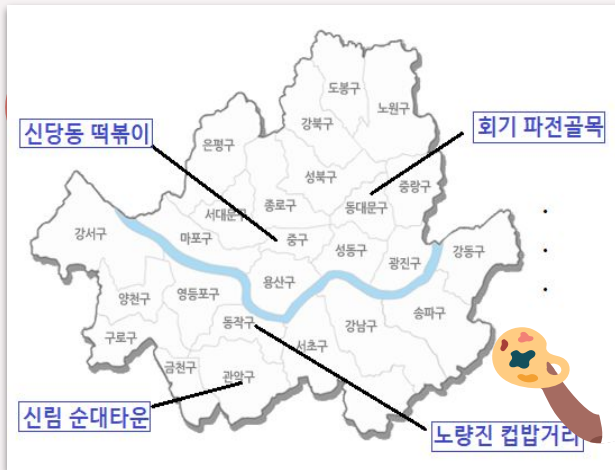 도봉구
노원구
강북구
회기 파전골목
신당동 떡볶이
은평구
성북구
중랑구
종로구
동대문구
서대문구
강서구
마포구
중구
성동구
강동구
광진구
용산구
양천구
영등포구
송파구
동작구
강남구
구로구
서초구
금천구
관악구
신림 순대타운
노량진 컵밥거리